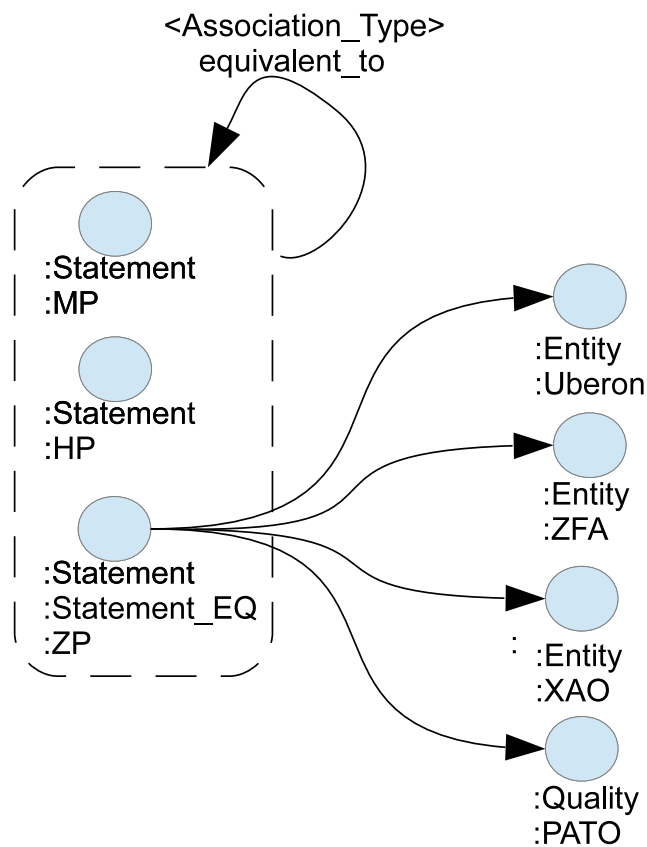 <Association_Type>
equivalent_to
:Statement
:MP
:Statement
:HP
:Statement
:Statement_EQ
:ZP
:Entity
:Uberon
:Entity
:ZFA
: :Entity
:XAO
:Quality
:PATO